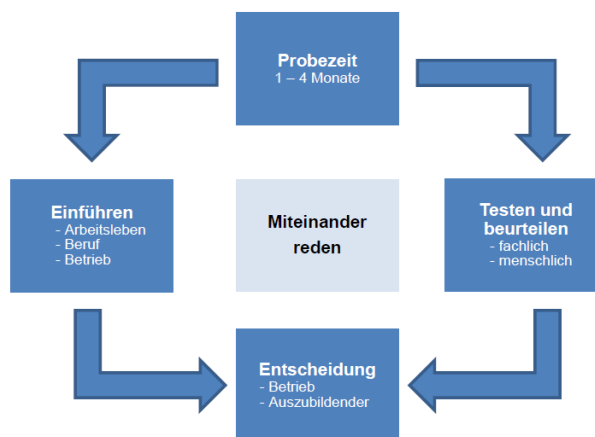 Probezeit
1 – 4 Monate
Einführen
- Arbeitsleben
- Beruf
- Betrieb
Miteinander
reden
Testen und
beurteilen
- fachlich
- menschlich
Entscheidung
- Betrieb
- Auszubildender